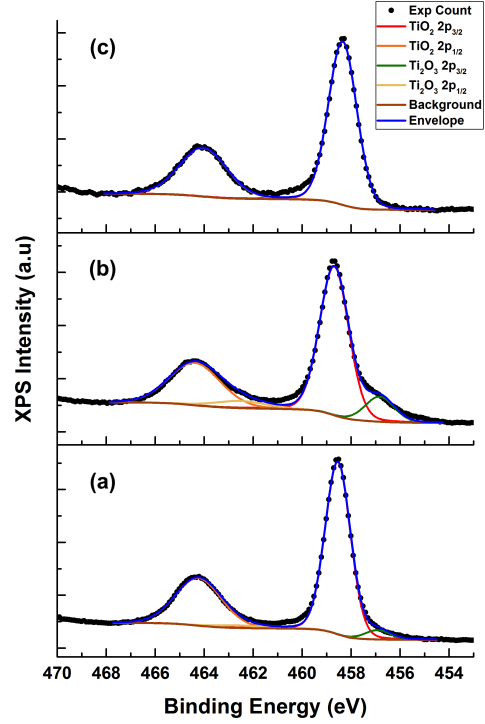 (c)
Exp Count
TiO₂ 2p₃/₂
TiO₂ 2p₁/₂
Ti₂O₃ 2p₃/₂
Ti₂O₃ 2p₁/₂
Background
Envelope
XPS Intensity (a.u)
(b)
(a)
470 468 466 464 462 460 458 456 454
Binding Energy (eV)